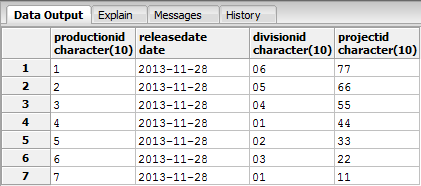 Data Output Explain Messages History
productionid releasedate divisionid projectid
character(10) date character(10) character(10)
1 1 2013-11-28 06 77
2 2 2013-11-28 05 66
3 3 2013-11-28 04 55
4 4 2013-11-28 01 44
5 5 2013-11-28 02 33
6 6 2013-11-28 03 22
7 7 2013-11-28 01 11